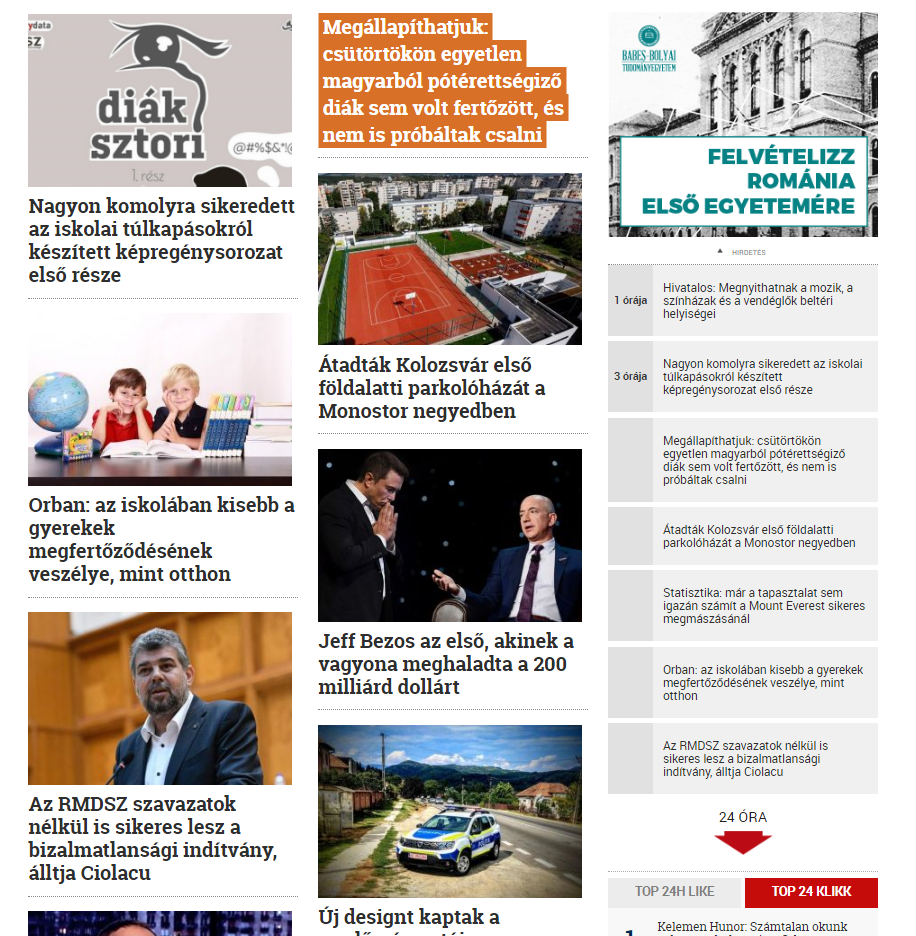 ydata
SZ
diák
sztori
@#%$&*!
1. rész
Nagyon komolyra sikeredett
az iskolai túlkapásokról
készített képregénysorozat
első része
Orban: az iskolában kisebb a
gyerekek
megfertőződésének
veszélye, mint otthon
Az RMDSZ szavazatok
nélkül is sikeres lesz a
bizalmatlansági indítvány,
álltja Ciolacu
Megállapíthatjuk:
csütörtökön egyetlen
magyarból pótérettségiző
diák sem volt fertőzött, és
nem is próbáltak csalni
Átadták Kolozsvár első
földalatti parkolóházát a
Monostor negyedben
Jeff Bezos az első, akinek a
vagyona meghaladta a 200
milliárd dollárt
Új designt kaptak a
BABEȘ-BOLYAI
TUDOMÁNYEGYETEM
FELVÉTELIZZ
ROMÁNIA
ELSŐ EGYETEMÉRE
HIRDETÉS
1 órája
Hivatalos: Megnyithatnak a mozik, a
színházak és a vendéglők beltéri
helyiségei
3 órája
Nagyon komolyra sikeredett az iskolai
túlkapásokról készített
képregénysorozat első része
Megállapíthatjuk: csütörtökön
egyetlen magyarból pótérettségiző
diák sem volt fertőzött, és nem is
próbáltak csalni
Átadták Kolozsvár első földalatti
parkolóházát a Monostor negyedben
Statisztika: már a tapasztalat sem
igazán számít a Mount Everest sikeres
megmászásánál
Orban: az iskolában kisebb a gyerekek
megfertőződésének veszélye, mint
otthon
Az RMDSZ szavazatok nélkül is
sikeres lesz a bizalmatlansági
indítvány, álltja Ciolacu
24 ÓRA
TOP 24H LIKE
TOP 24 KLIKK
1
Kelemen Hunor: Számtalan okunk